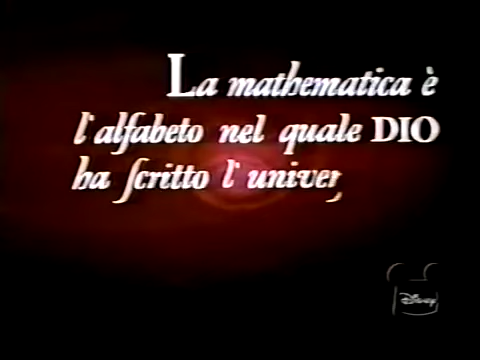 La mathematica è
l'alfabeto nel quale DIO
ha ſcritto l' univer
Disney